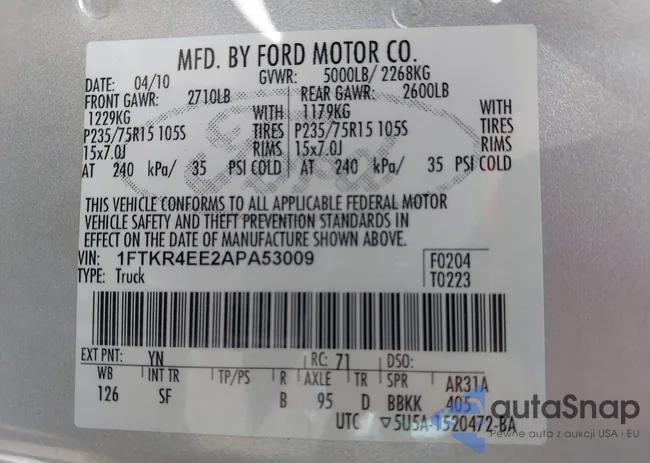 MFD. BY FORD MOTOR CO.
DATE: 04/10 GVWR: 5000LB/ 2268KG
FRONT GAWR: 2710LB REAR GAWR: 2600LB
1229KG WITH 1179KG WITH
P235/75R15 105S TIRES P235/75R15 105S TIRES
15x7.0J RIMS 15x7.0J RIMS
AT 240 kPa/ 35 PSI COLD AT 240 kPa/ 35 PSI COLD
Ford
THIS VEHICLE CONFORMS TO ALL APPLICABLE FEDERAL MOTOR
VEHICLE SAFETY AND THEFT PREVENTION STANDARDS IN
EFFECT ON THE DATE OF MANUFACTURE SHOWN ABOVE.
VIN: 1FTKR4EE2APA53009 F0204
TYPE: Truck T0223
EXT PNT: YN RC: 71 DSO:
WB INT TR TP/PS R AXLE TR SPR AR31A
126 SF B 95 D BBKK 405
UTC ▽5U5A-1520472-BA
autaSnap
Pewne auta z aukcji USA i EU